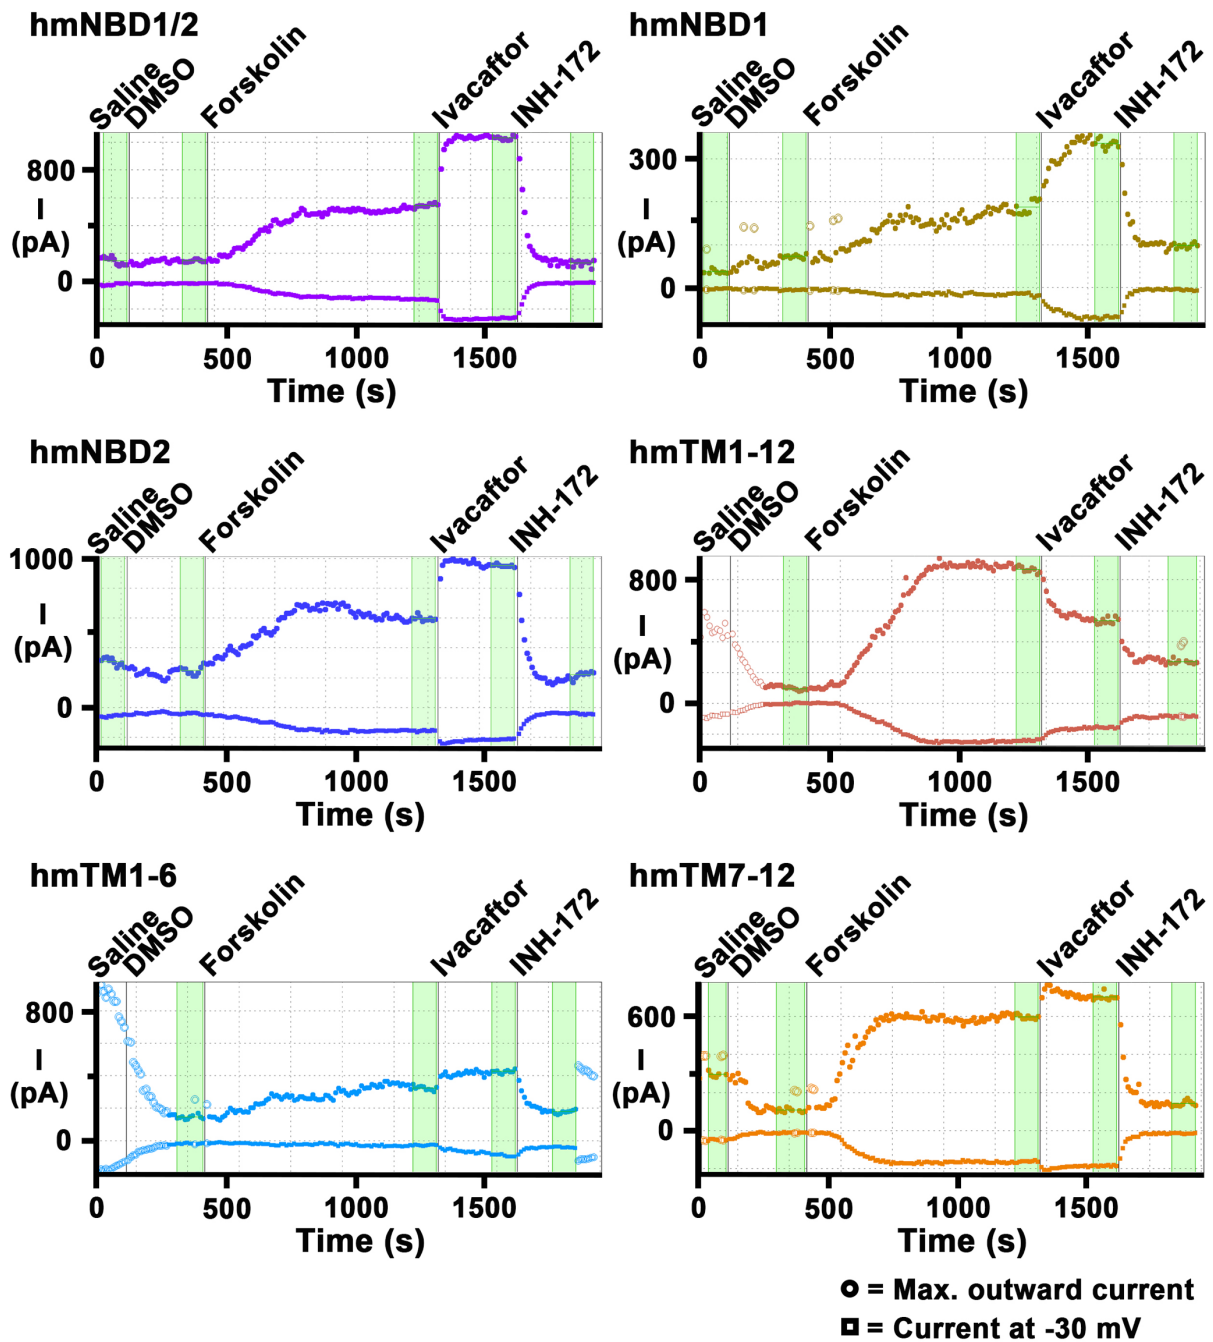 hmNBD1/2
Saline
DMSO
Forskolin
Ivacaftor
INH-172
800
I
(pA)
0
0
500
1000
1500
Time (s)
hmNBD1
Saline
DMSO
Forskolin
Ivacaftor
INH-172
300
I
(pA)
0
0
500
1000
1500
Time (s)
hmNBD2
Saline
DMSO
Forskolin
Ivacaftor
INH-172
1000
I
(pA)
0
0
500
1000
1500
Time (s)
hmTM1-12
Saline
DMSO
Forskolin
Ivacaftor
INH-172
800
I
(pA)
0
0
500
1000
1500
Time (s)
hmTM1-6
Saline
DMSO
Forskolin
Ivacaftor
INH-172
800
I
(pA)
0
0
500
1000
1500
Time (s)
hmTM7-12
Saline
DMSO
Forskolin
Ivacaftor
INH-172
600
I
(pA)
0
0
500
1000
1500
Time (s)
= Max. outward current
= Current at -30 mV